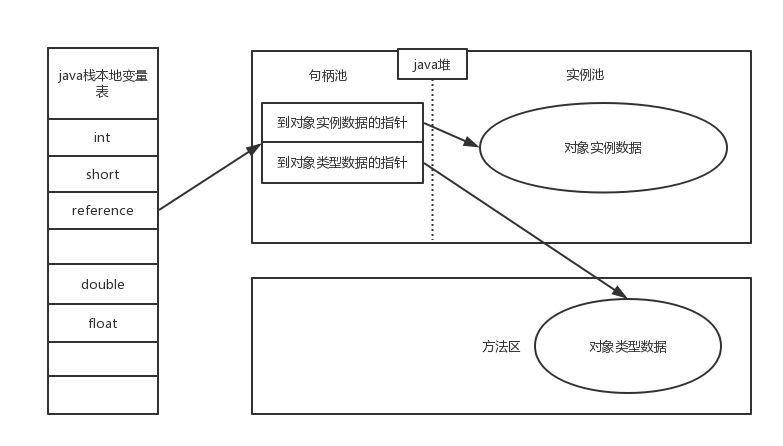 java栈本地变量
表
int
short
reference
double
float
java堆
句柄池
实例池
到对象实例数据的指针
到对象类型数据的指针
对象实例数据
方法区
对象类型数据